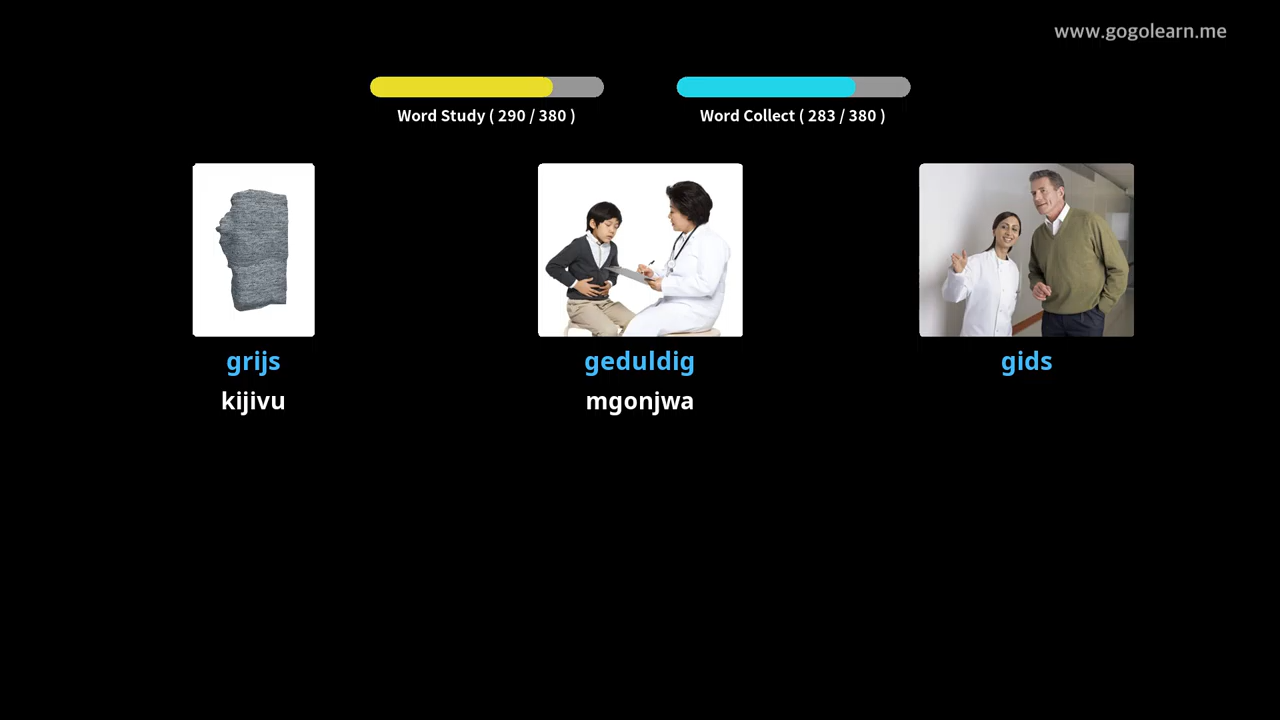 www.gogolearn.me
Word Study ( 290 / 380 )
Word Collect ( 283 / 380 )
grijs
geduldig
gids
kijivu
mgonjwa